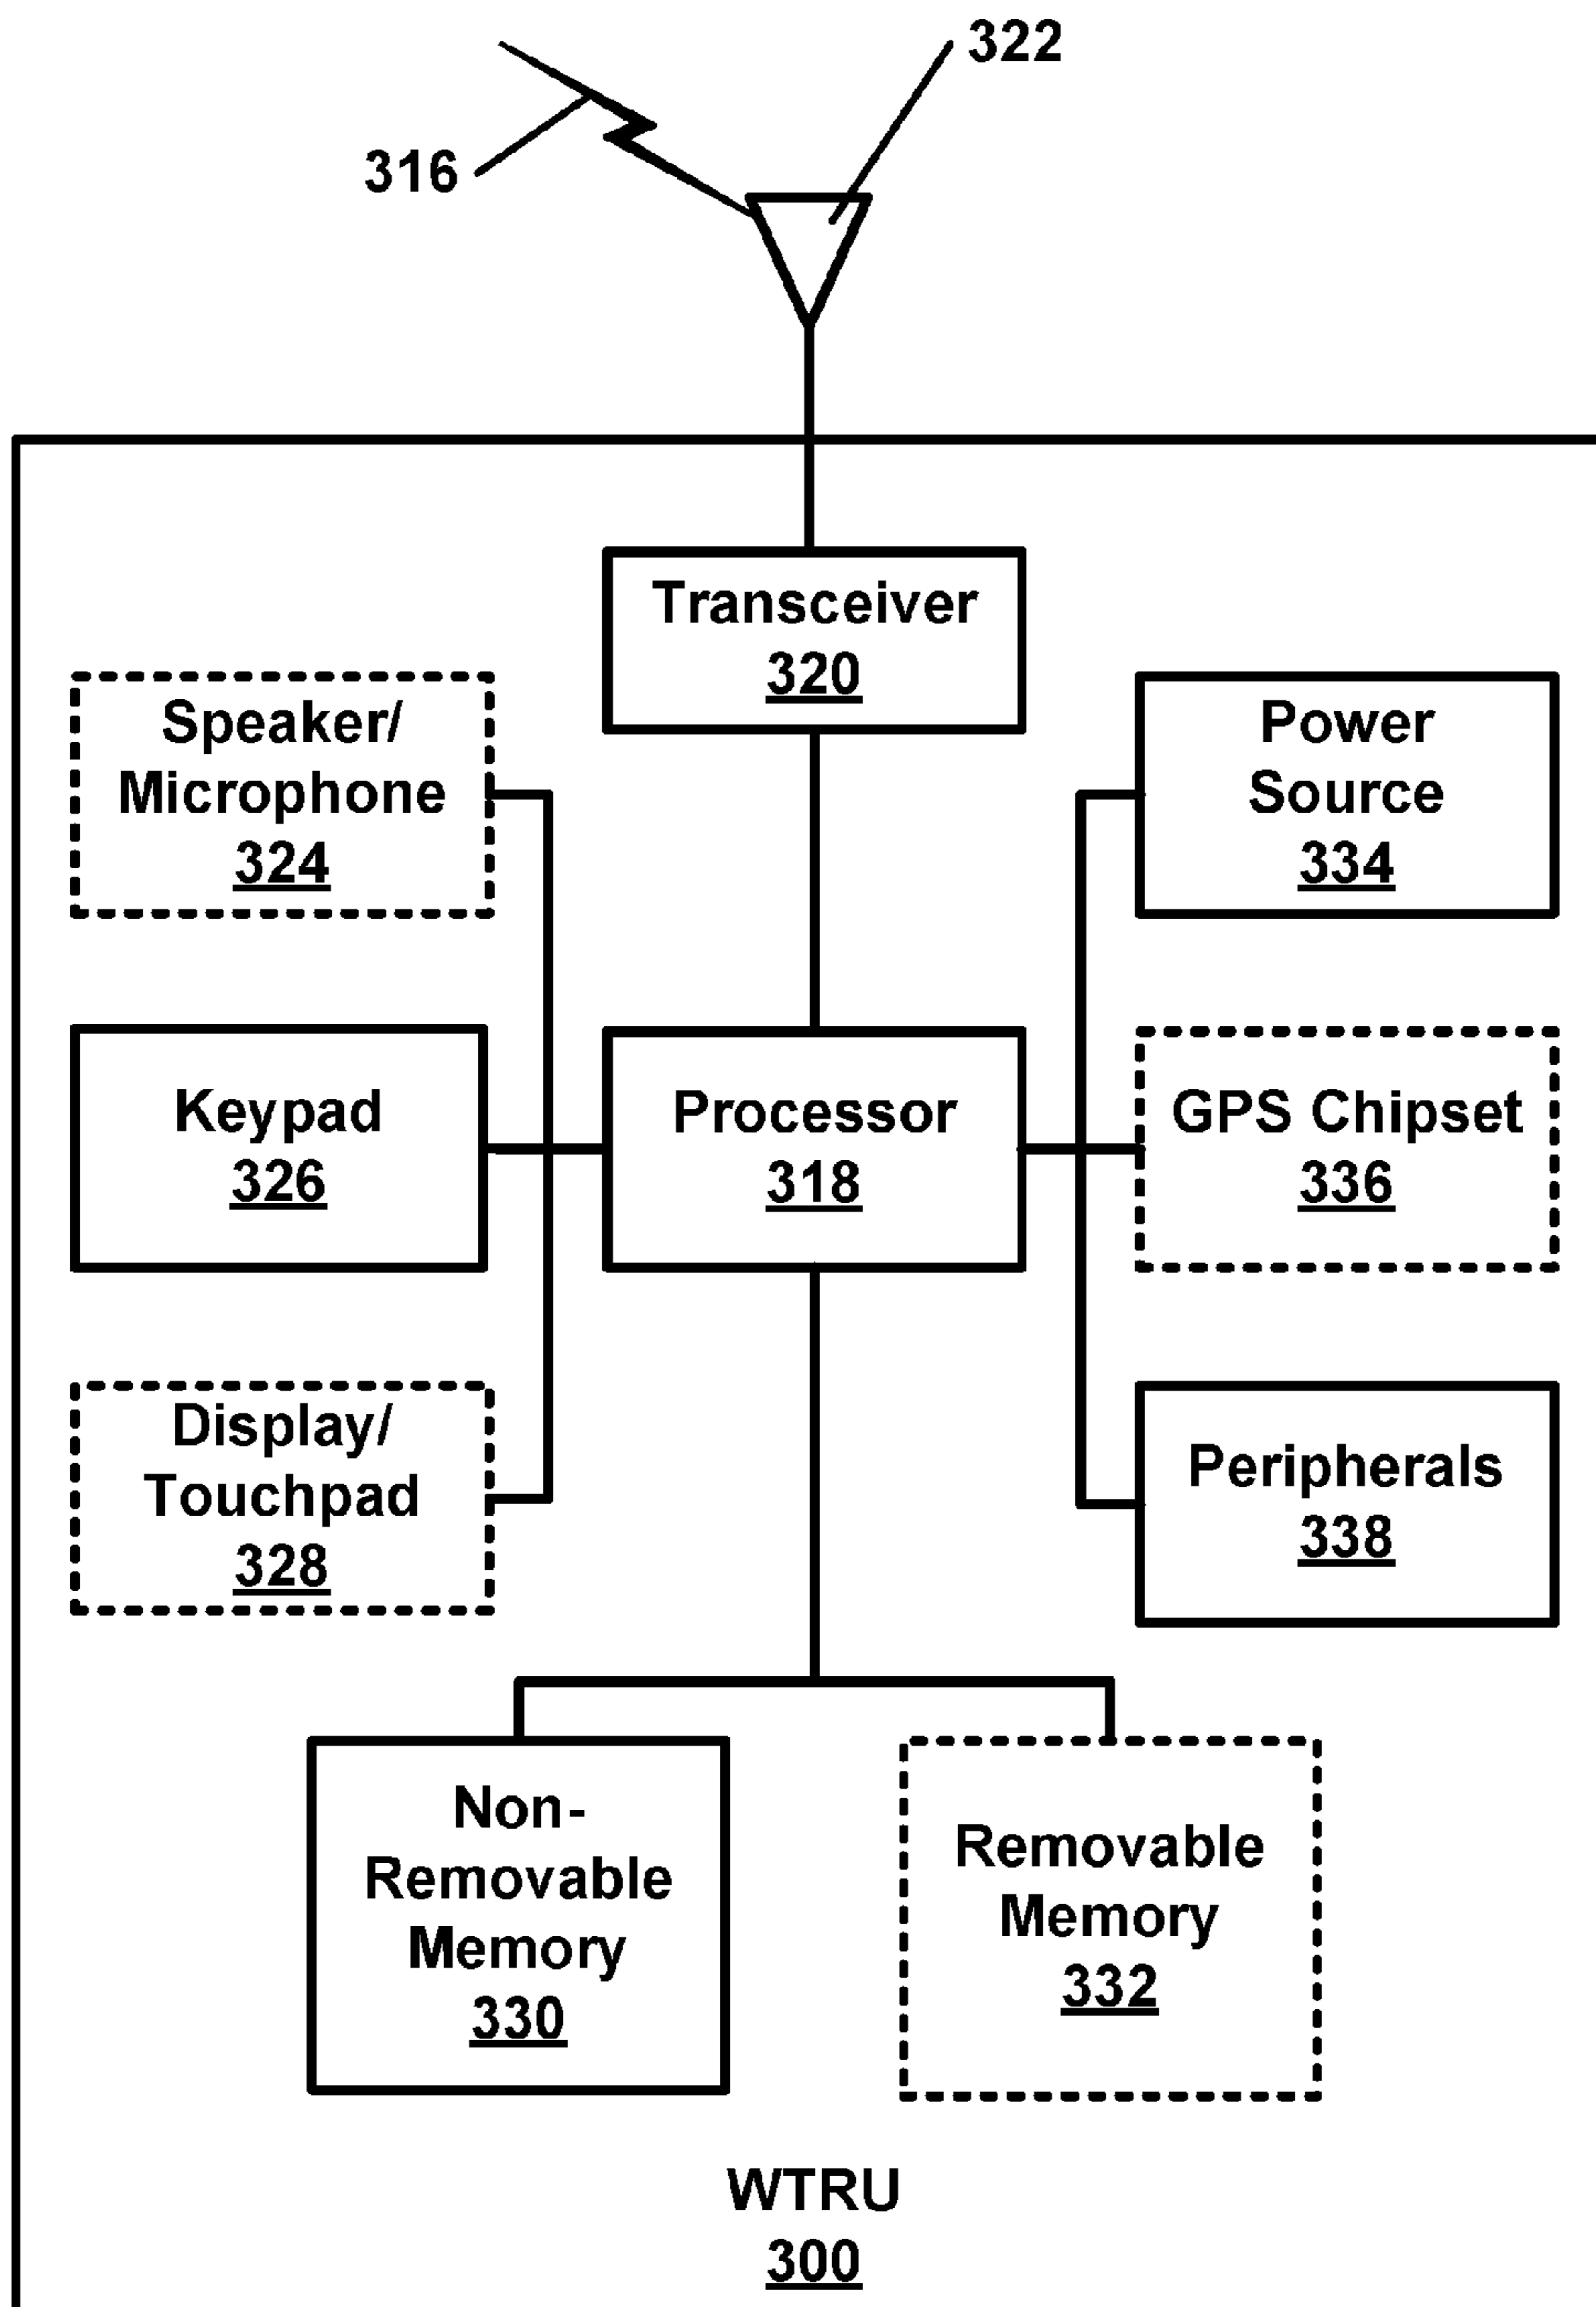 322
316
Transceiver
320
Speaker/
Microphone
324
Power
Source
334
Keypad
326
Processor
318
GPS Chipset
336
Display/
Touchpad
328
Peripherals
338
Non-
Removable
Memory
330
Removable
Memory
332
WTRU
300